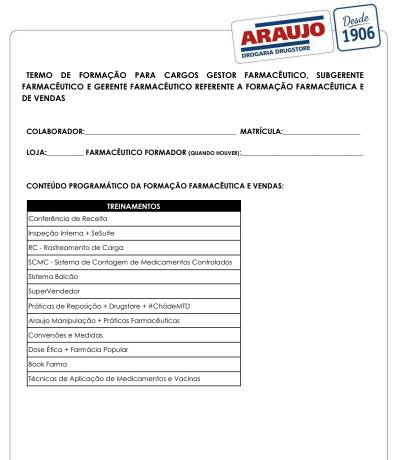 ARAUJO
DROGARIA DRUGSTORE
Desde
1906
TERMO DE FORMAÇÃO PARA CARGOS GESTOR FARMACÊUTICO, SUBGERENTE
FARMACÊUTICO E GERENTE FARMACÊUTICO REFERENTE A FORMAÇÃO FARMACÊUTICA E
DE VENDAS
COLABORADOR:____________________ MATRÍCULA:____________________
LOJA:__________ FARMACÊUTICO FORMADOR (QUANDO HOUVER):____________________
CONTEÚDO PROGRAMÁTICO DA FORMAÇÃO FARMACÊUTICA E VENDAS:
TREINAMENTOS
Conferência de Receita
Inspeção Interna + SeSuite
RC - Rastreamento de Carga
SCMC - Sistema de Contagem de Medicamentos Controlados
Sistema Balcão
SuperVendedor
Práticas de Reposição + Drugstore + #ChádeMTD
Araujo Manipulação + Práticas Farmacêuticas
Conversões e Medidas
Dose Ética + Farmácia Popular
Book Farma
Técnicas de Aplicação de Medicamentos e Vacinas